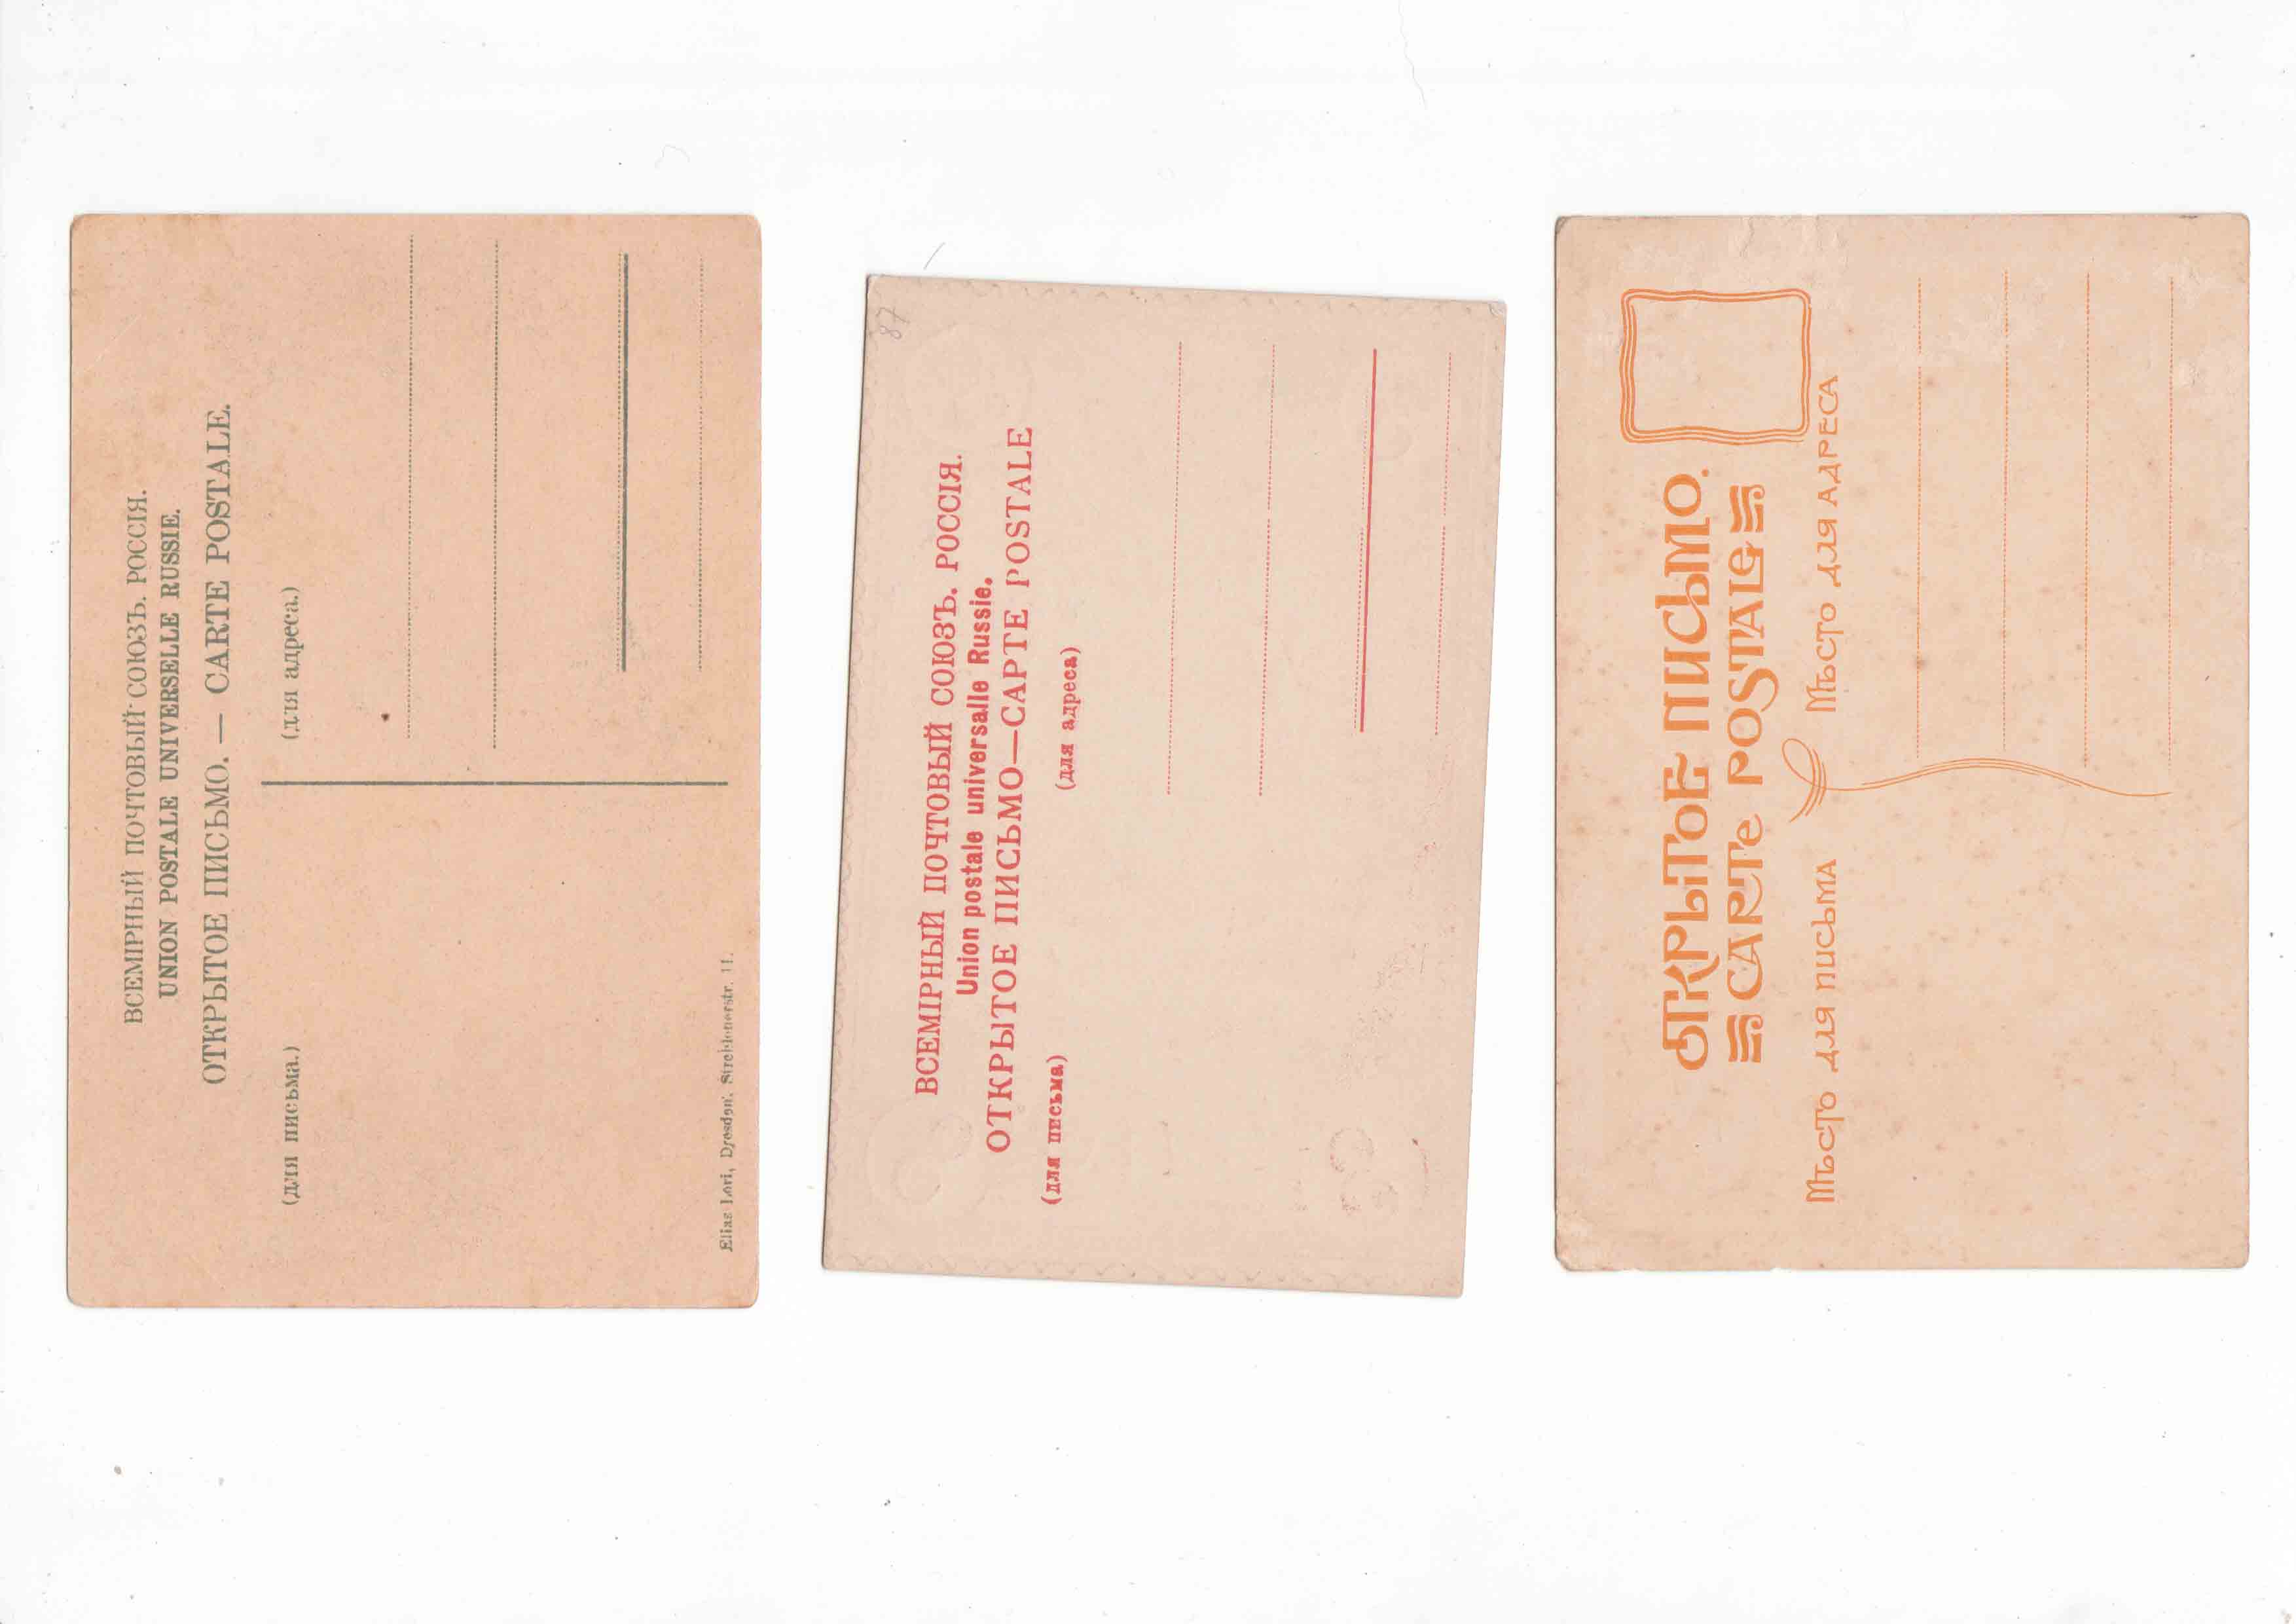 ВСЕМІРНЫЙ ПОЧТОВЫЙ СОЮЗЪ. РОССІЯ.
UNION POSTALE UNIVERSELLE RUSSIE.
ОТКРЫТОЕ ПИСЬМО. — CARTE POSTALE.
(для письма.) (для адреса.)
Elias Lori, Dresden, Strehlenerstr. 11.
87
ВСЕМІРНЫЙ ПОЧТОВЫЙ СОЮЗЪ. РОССІЯ.
Union postale universalle Russie.
ОТКРЫТОЕ ПИСЬМО—CAPTE POSTALE
(для письма) (для адреса)
ОТКРЫТОЕ ПИСЬМО.
CARTE POSTALE
Мѣсто для письма Мѣсто для адреса